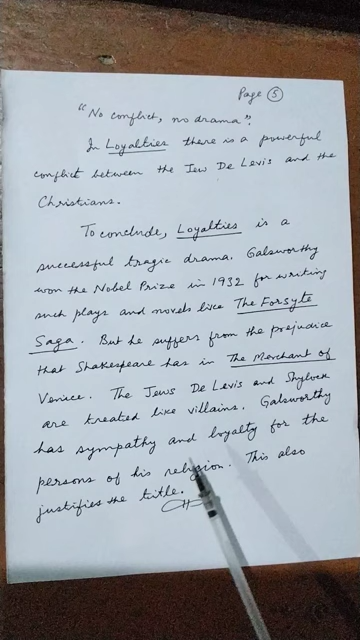 Page 5
"No conflict, no drama".
In Loyalties there is a powerful
conflict between the Jew De Levis and the
Christians.
To conclude, Loyalties is a
successful tragic drama. Galsworthy
won the Nobel Prize in 1932 for writing
such plays and novels like The Forsyte
Saga. But he suffers from the prejudice
that Shakespeare has in The Merchant of
Venice. The Jews De Levis and Shylock
are treated like villains. Galsworthy
has sympathy and loyalty for the
persons of his religion. This also
justifies the title.